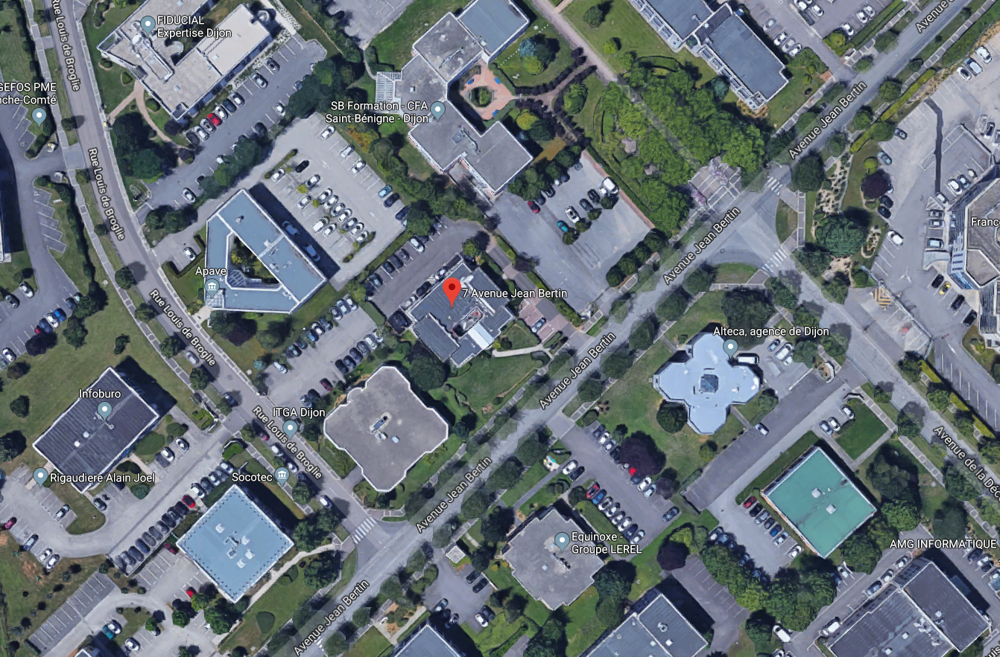 Rue Louis de Broglie
FIDUCIAL
Expertise Dijon
Avenue
GEFOS PME
nche-Comté
SB Formation - CFA
Saint-Bénigne - Dijon
Avenue Jean Bertin
Rue Louis de Broglie
Avenue Jean Bertin
France
Apave
7 Avenue Jean Bertin
Rue Louis de Broglie
Alteca, agence de Dijon
Avenue Jean Bertin
Infoburo
ITGA Dijon
Rue Louis de Broglie
Avenue de la Déc
Rigaudiere Alain Joel
Socotec
Avenue Jean Bertin
Equinoxe -
Groupe LEREL
AMG INFORMATIQUE
Avenue Jean Bertin